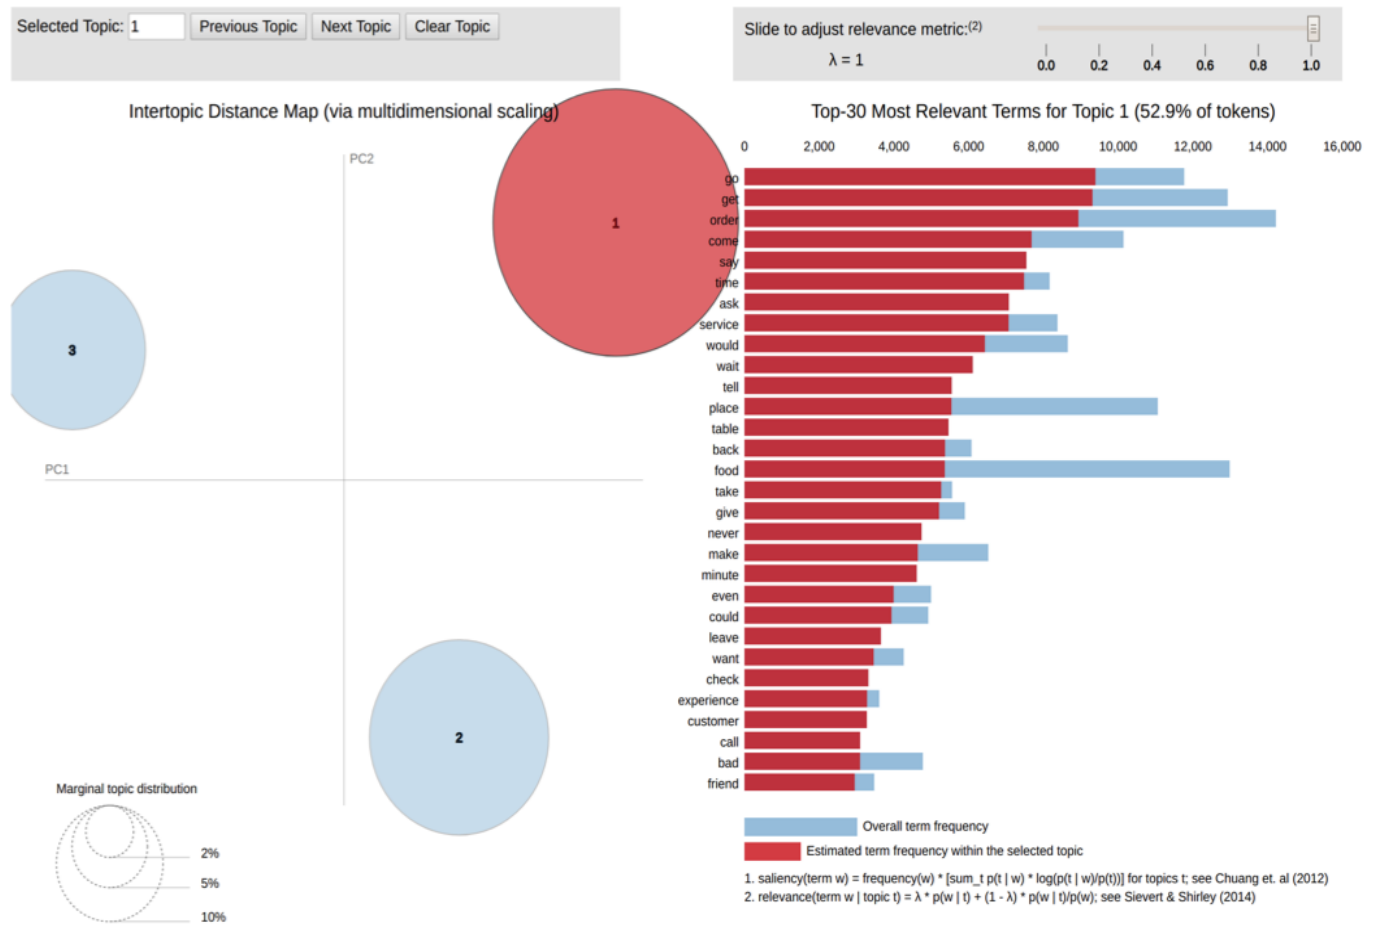 Selected Topic: 1 Previous Topic Next Topic Clear Topic
Slide to adjust relevance metric:(2)
λ = 1
0.0 0.2 0.4 0.6 0.8 1.0
Intertopic Distance Map (via multidimensional scaling)
PC2
PC1
1
3
2
Marginal topic distribution
2%
5%
10%
Top-30 Most Relevant Terms for Topic 1 (52.9% of tokens)
0 2,000 4,000 6,000 8,000 10,000 12,000 14,000 16,000
go
get
order
come
say
time
ask
service
would
wait
tell
place
table
back
food
take
give
never
make
minute
even
could
leave
want
check
experience
customer
call
bad
friend
Overall term frequency
Estimated term frequency within the selected topic
1. saliency(term w) = frequency(w) * [sum_t p(t | w) * log(p(t | w)/p(t))] for topics t; see Chuang et. al (2012)
2. relevance(term w | topic t) = λ * p(w | t) + (1 - λ) * p(w | t)/p(w); see Sievert & Shirley (2014)